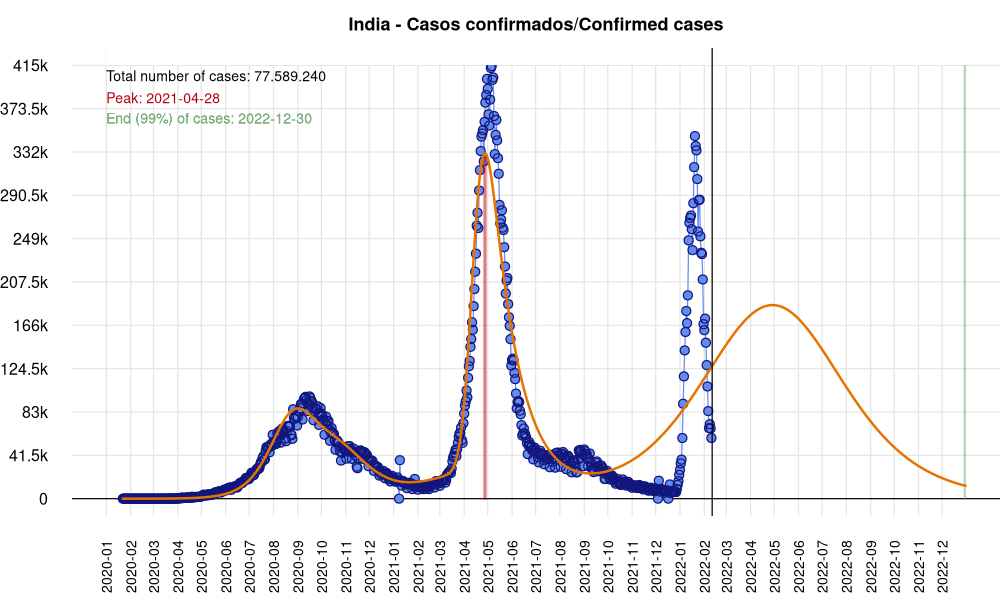 India - Casos confirmados/Confirmed cases
Total number of cases: 77.589.240
Peak: 2021-04-28
End (99%) of cases: 2022-12-30
415k
373.5k
332k
290.5k
249k
207.5k
166k
124.5k
83k
41.5k
0
2020-01
2020-02
2020-03
2020-04
2020-05
2020-06
2020-07
2020-08
2020-09
2020-10
2020-11
2020-12
2021-01
2021-02
2021-03
2021-04
2021-05
2021-06
2021-07
2021-08
2021-09
2021-10
2021-11
2021-12
2022-01
2022-02
2022-03
2022-04
2022-05
2022-06
2022-07
2022-08
2022-09
2022-10
2022-11
2022-12